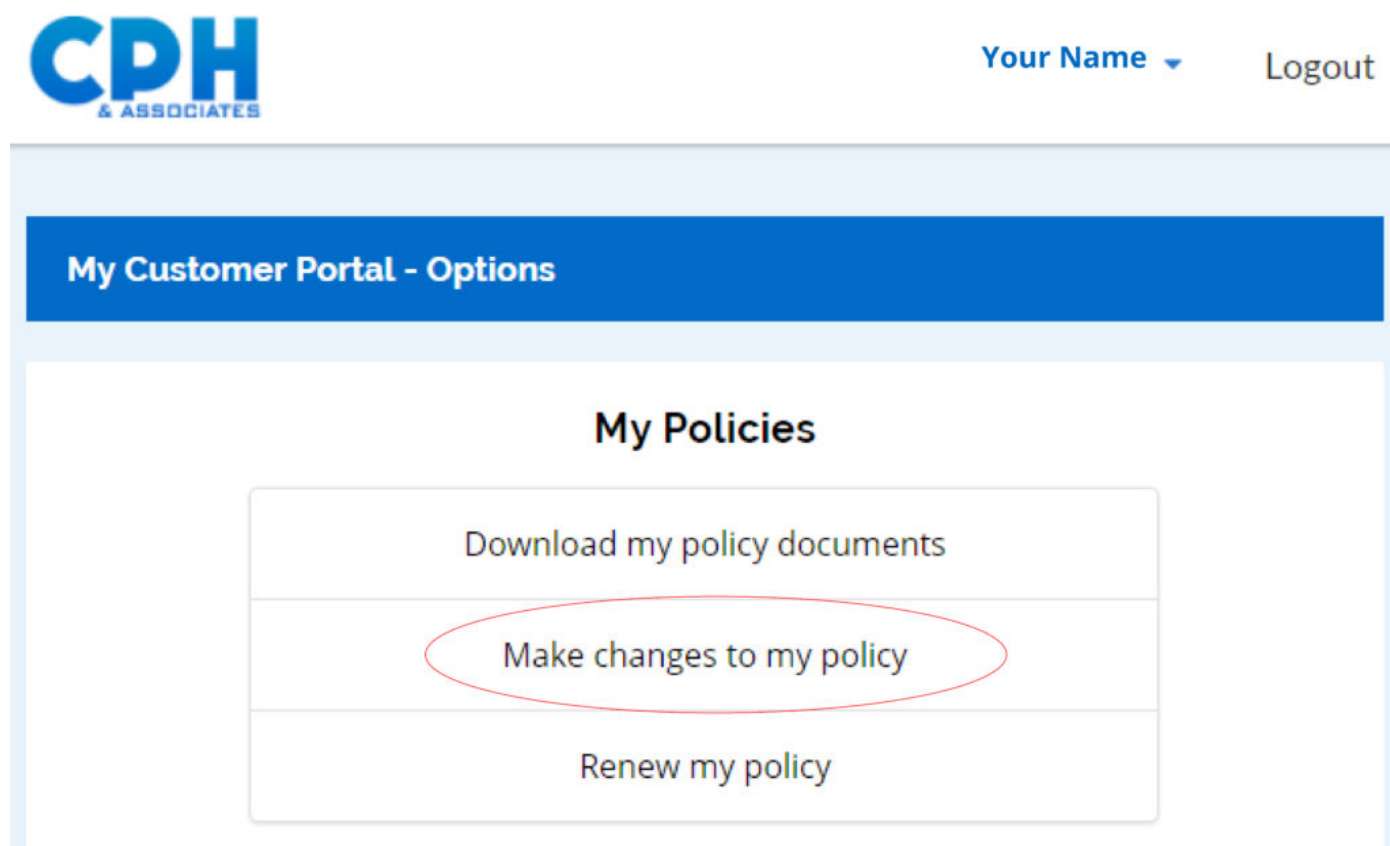 CPH
& ASSOCIATES
Your Name
Logout
My Customer Portal - Options
My Policies
Download my policy documents
Make changes to my policy
Renew my policy